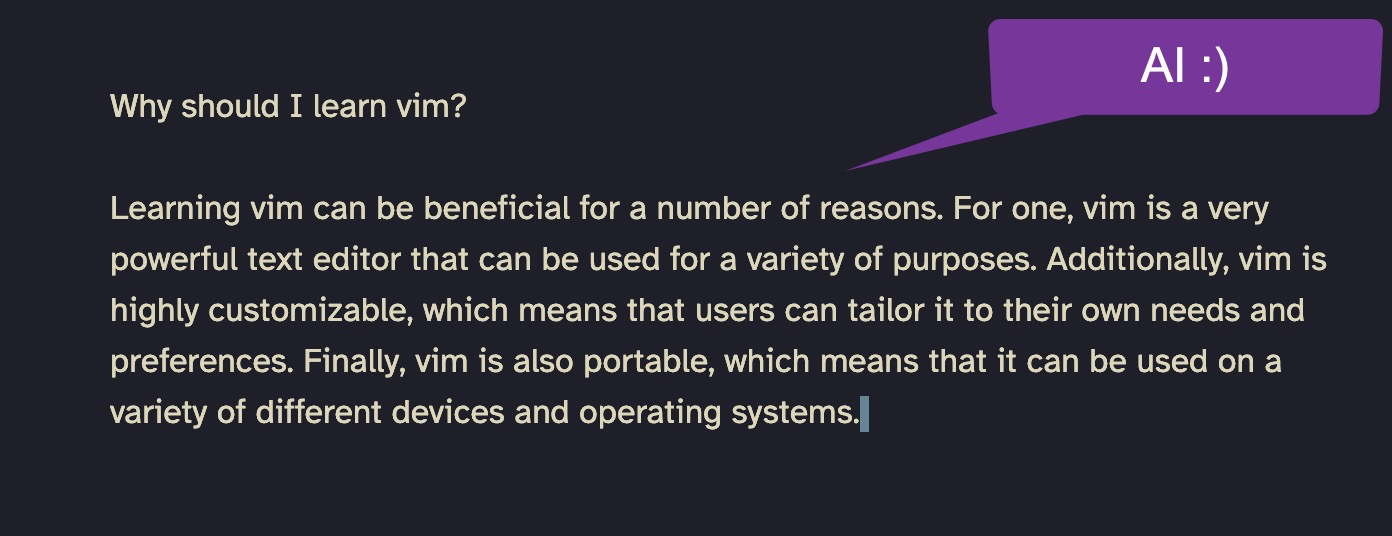 AI :)
Why should I learn vim?
Learning vim can be beneficial for a number of reasons. For one, vim is a very
powerful text editor that can be used for a variety of purposes. Additionally, vim is
highly customizable, which means that users can tailor it to their own needs and
preferences. Finally, vim is also portable, which means that it can be used on a
variety of different devices and operating systems.